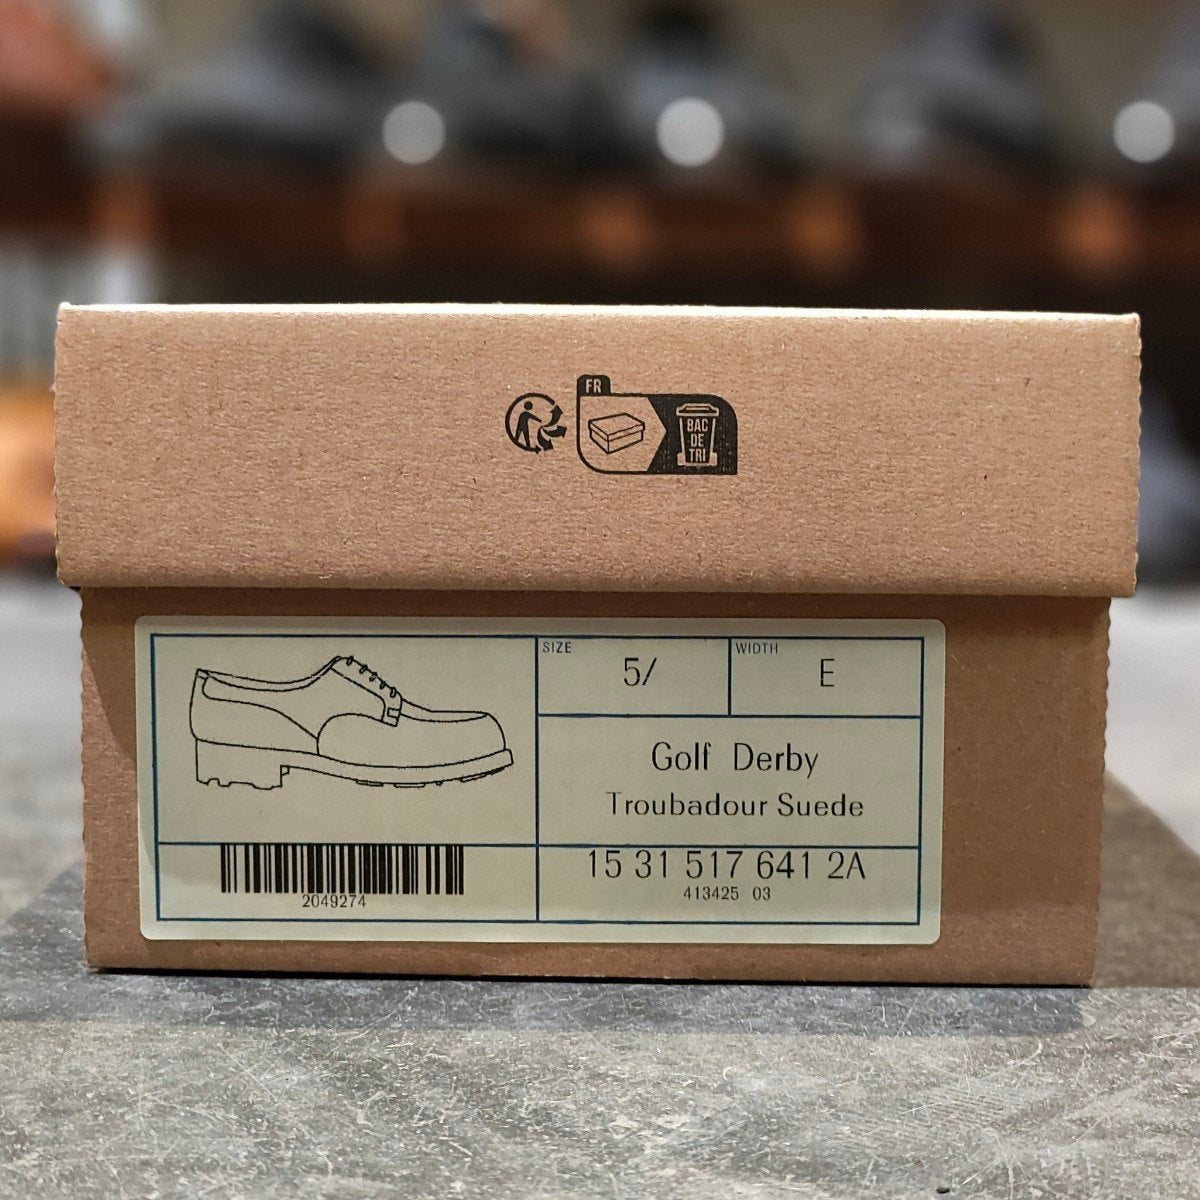 FR
BAC
DE
TRI
SIZE
5/
WIDTH
E
Golf Derby
Troubadour Suede
2049274
15 31 517 641 2A
413425 03